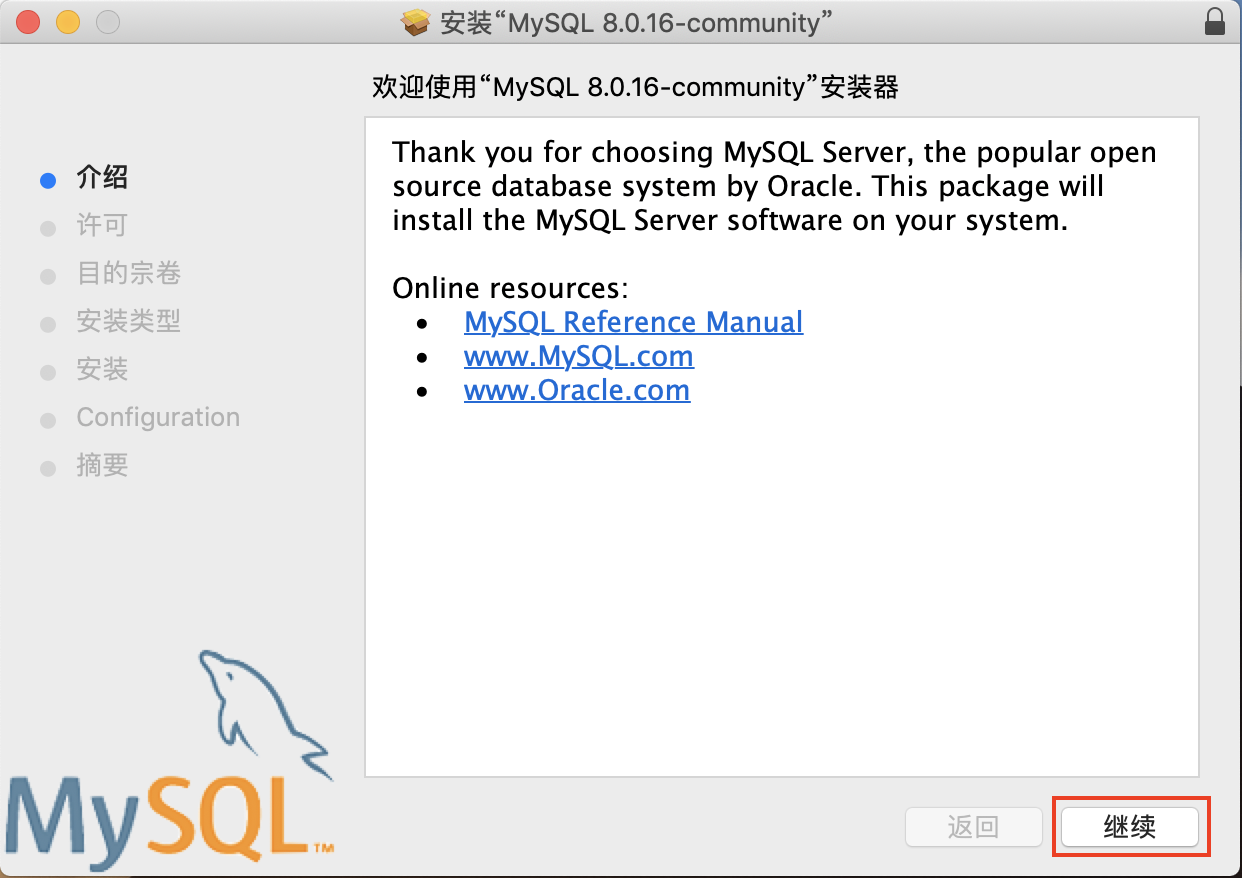 安装“MySQL 8.0.16-community”
欢迎使用“MySQL 8.0.16-community”安装器
介绍
许可
目的宗卷
安装类型
安装
Configuration
摘要
Thank you for choosing MySQL Server, the popular open
source database system by Oracle. This package will
install the MySQL Server software on your system.
Online resources:
• MySQL Reference Manual
• www.MySQL.com
• www.Oracle.com
MySQL™
返回
继续